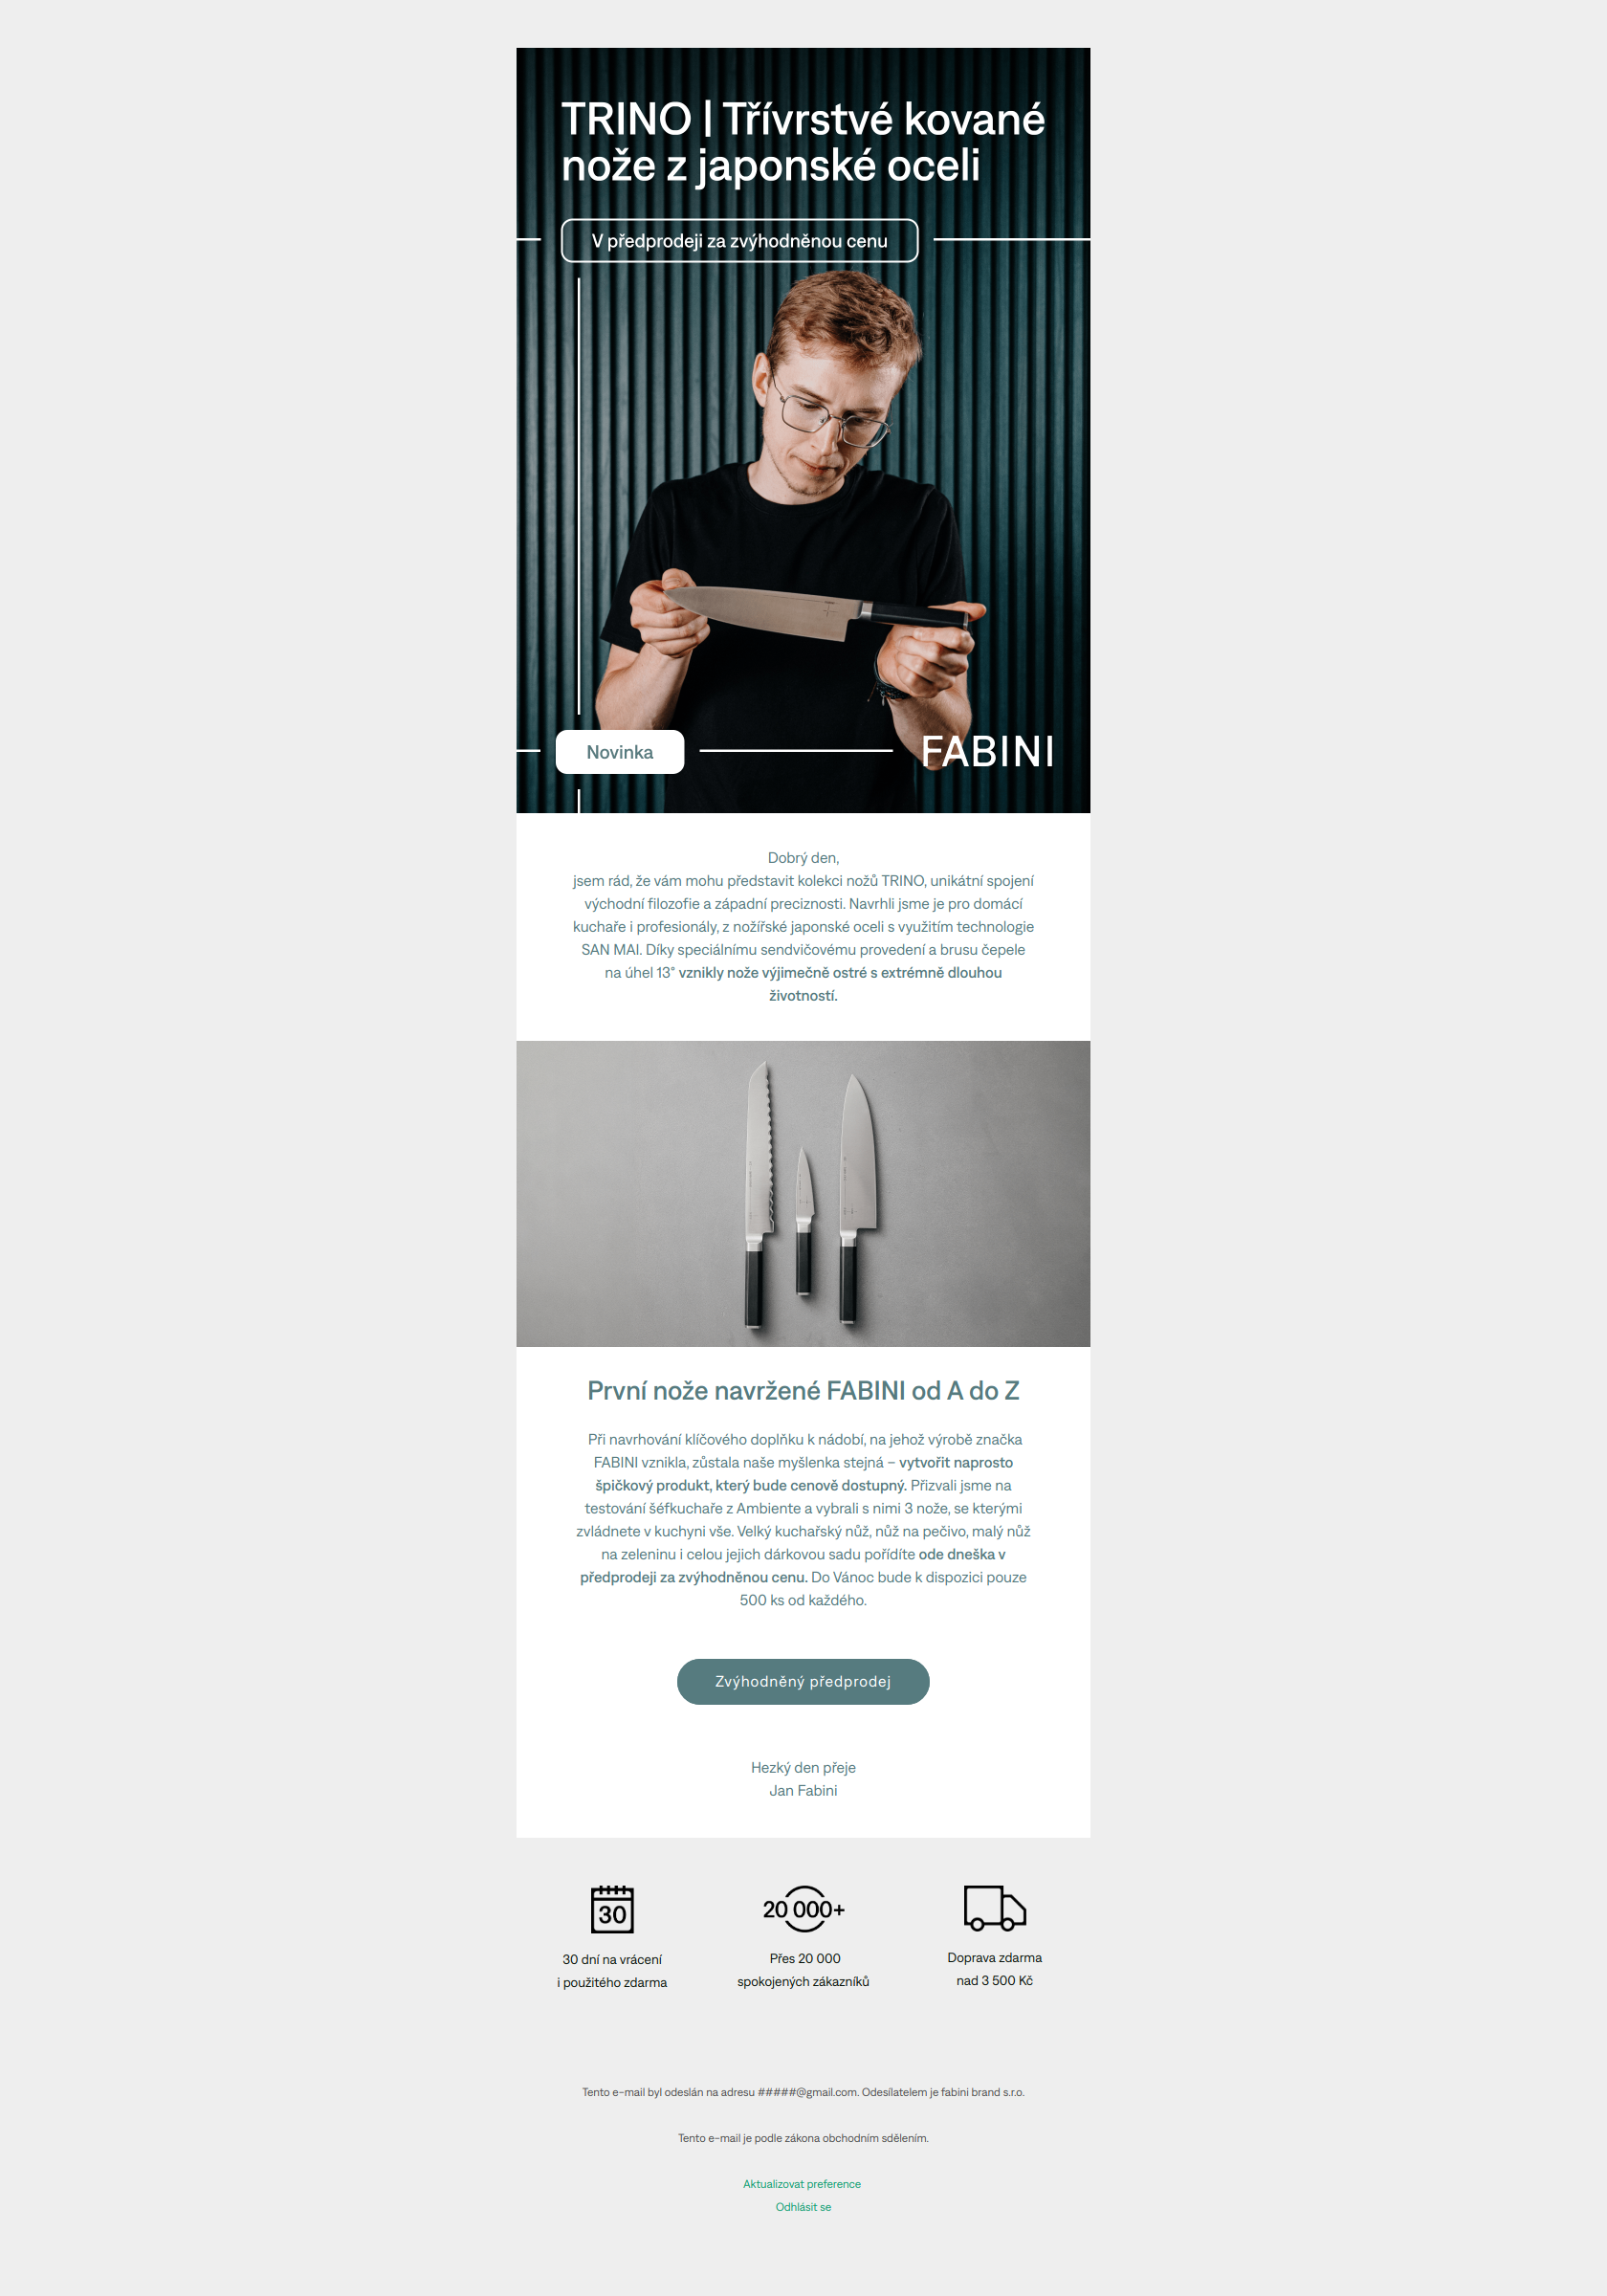 TRINO | Třívrstvé kované
nože z japonské oceli
V předprodeji za zvýhodněnou cenu
Novinka
FABINI
Dobrý den,
jsem rád, že vám mohu představit kolekci nožů TRINO, unikátní spojení
východní filozofie a západní preciznosti. Navrhli jsme je pro domácí
kuchaře i profesionály, z nožířské japonské oceli s využitím technologie
SAN MAI. Díky speciálnímu sendvičovému provedení a brusu čepele
na úhel 13° vznikly nože výjimečně ostré s extrémně dlouhou
životností.
První nože navržené FABINI od A do Z
Při navrhování klíčového doplňku k nádobí, na jehož výrobě značka
FABINI vznikla, zůstala naše myšlenka stejná – vytvořit naprosto
špičkový produkt, který bude cenově dostupný. Přizvali jsme na
testování šéfkuchaře z Ambiente a vybrali s nimi 3 nože, se kterými
zvládnete v kuchyni vše. Velký kuchařský nůž, nůž na pečivo, malý nůž
na zeleninu i celou jejich dárkovou sadu pořídíte ode dneška v
předprodeji za zvýhodněnou cenu. Do Vánoc bude k dispozici pouze
500 ks od každého.
Zvýhodněný předprodej
Hezký den přeje
Jan Fabini
30
30 dní na vrácení
i použitého zdarma
20 000+
Přes 20 000
spokojených zákazníků
Doprava zdarma
nad 3 500 Kč
Tento e-mail byl odeslán na adresu #####@gmail.com. Odesílatelem je fabini brand s.r.o.
Tento e-mail je podle zákona obchodním sdělením.
Aktualizovat preference
Odhlásit se